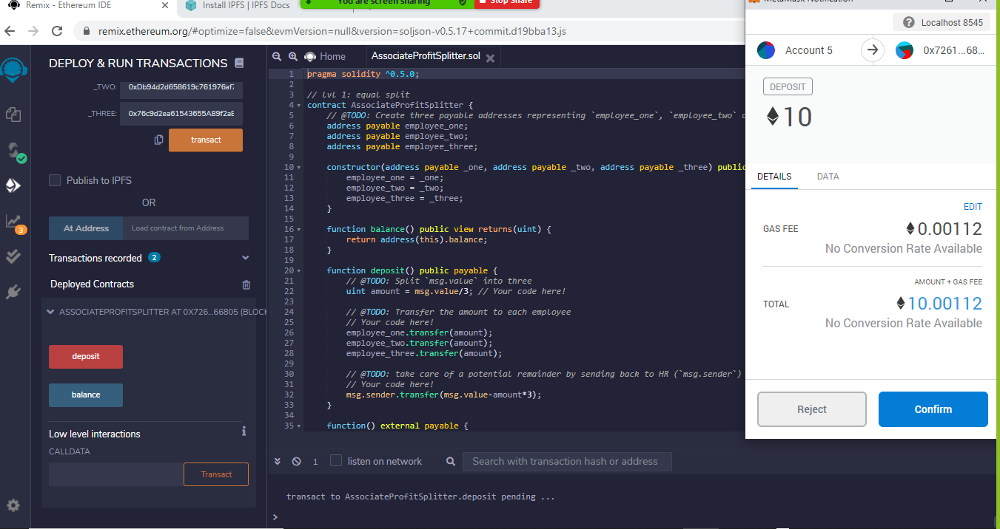 Remix - Ethereum IDE
Install IPFS | IPFS Docs
You are screen sharing
Stop Share
remix.ethereum.org/#optimize=false&evmVersion=null&version=soljson-v0.5.17+commit.d19bba13.js
DEPLOY & RUN TRANSACTIONS
_TWO:
0xDb94d2d658619c761976af
_THREE:
0x76c9d2ea61543655A89f2aE
transact
Publish to IPFS
OR
At Address
Load contract from Address
Transactions recorded 2
Deployed Contracts
ASSOCIATEPROFITSPLITTER AT 0X726...66805 (BLOCK
deposit
balance
Low level interactions
i
CALLDATA
Transact
3
Home
AssociateProfitSplitter.sol
1 pragma solidity ^0.5.0;
2
3 // lvl 1: equal split
4 contract AssociateProfitSplitter {
5 // @TODO: Create three payable addresses representing `employee_one`, `employee_two`
6 address payable employee_one;
7 address payable employee_two;
8 address payable employee_three;
9
10 constructor(address payable _one, address payable _two, address payable _three) public
11 employee_one = _one;
12 employee_two = _two;
13 employee_three = _three;
14 }
15
16 function balance() public view returns(uint) {
17 return address(this).balance;
18 }
19
20 function deposit() public payable {
21 // @TODO: Split `msg.value` into three
22 uint amount = msg.value/3; // Your code here!
23
24 // @TODO: Transfer the amount to each employee
25 // Your code here!
26 employee_one.transfer(amount);
27 employee_two.transfer(amount);
28 employee_three.transfer(amount);
29
30 // @TODO: take care of a potential remainder by sending back to HR (`msg.sender`)
31 // Your code here!
32 msg.sender.transfer(msg.value-amount*3);
33 }
34
35 function() external payable {
1
listen on network
Search with transaction hash or address
transact to AssociateProfitSplitter.deposit pending ...
>
MetaMask Notification
Localhost 8545
Account 5
0x7261...68...
DEPOSIT
10
DETAILS
DATA
EDIT
GAS FEE
0.00112
No Conversion Rate Available
AMOUNT + GAS FEE
TOTAL
10.00112
No Conversion Rate Available
Reject
Confirm